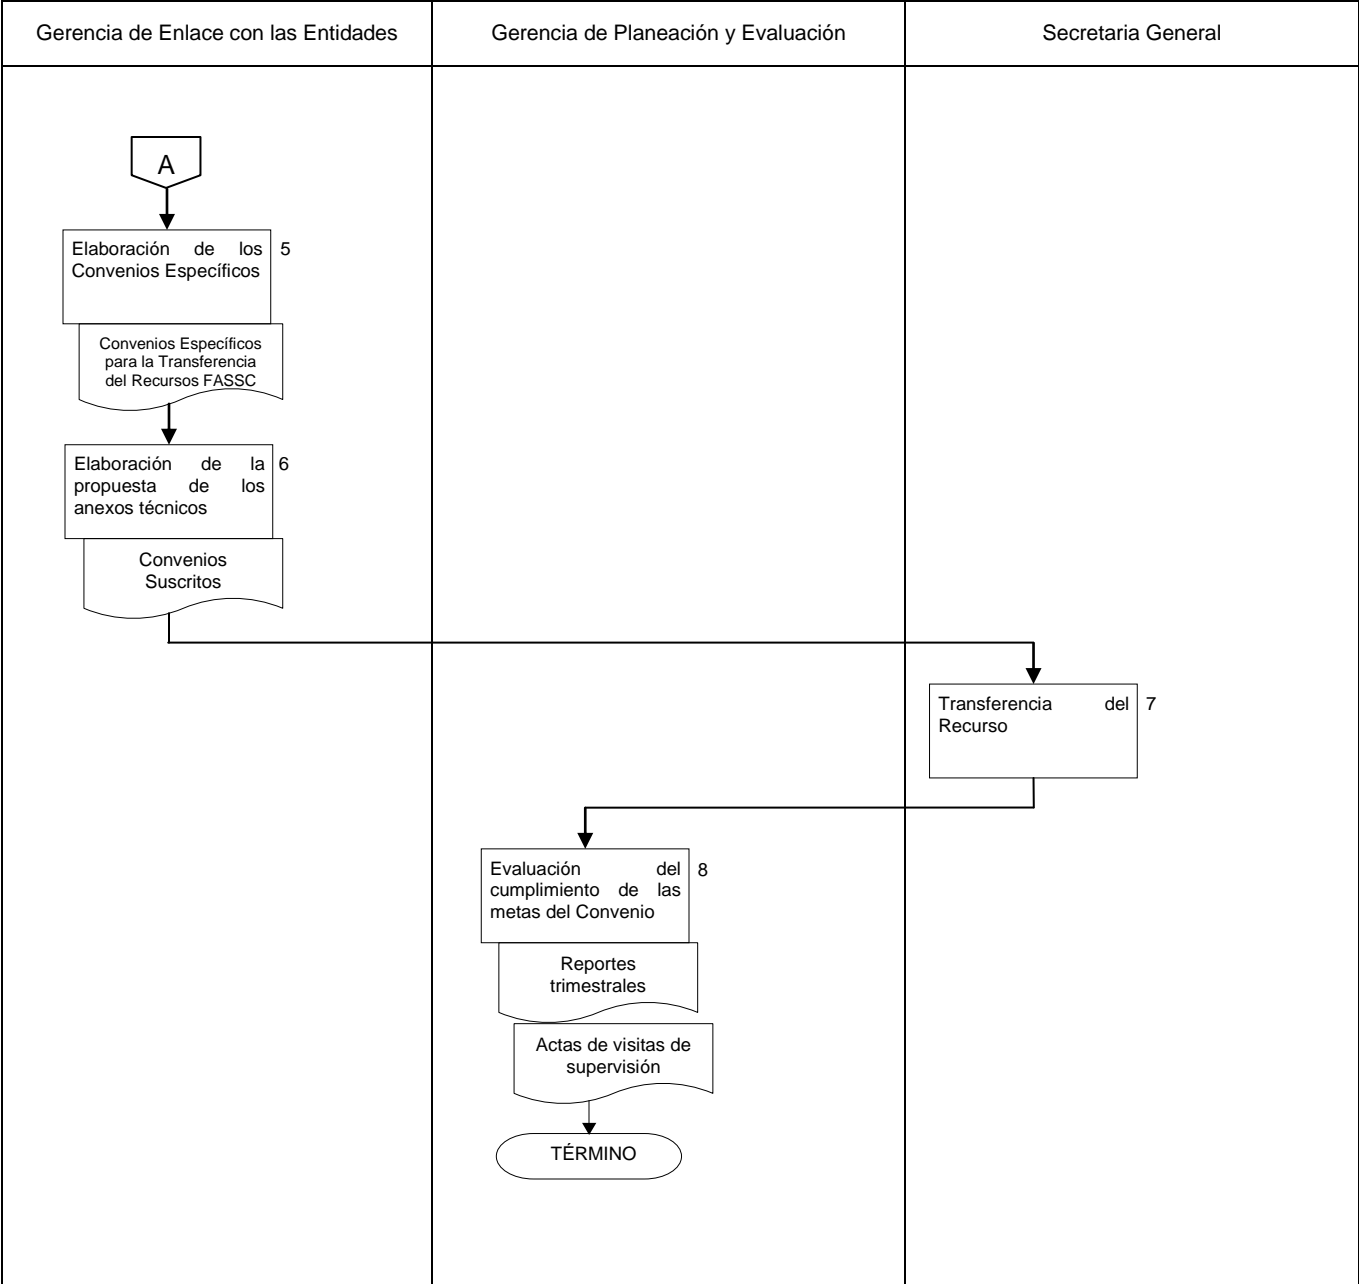 Gerencia de Enlace con las Entidades
Gerencia de Planeación y Evaluación
Secretaria General
A
Elaboración de los
Convenios Específicos
5
Convenios Específicos
para la Transferencia
del Recursos FASSC
Elaboración de la
propuesta de los
anexos técnicos
6
Convenios
Suscritos
Transferencia del
Recurso
7
Evaluación del
cumplimiento de las
metas del Convenio
8
Reportes
trimestrales
Actas de visitas de
supervisión
TÉRMINO